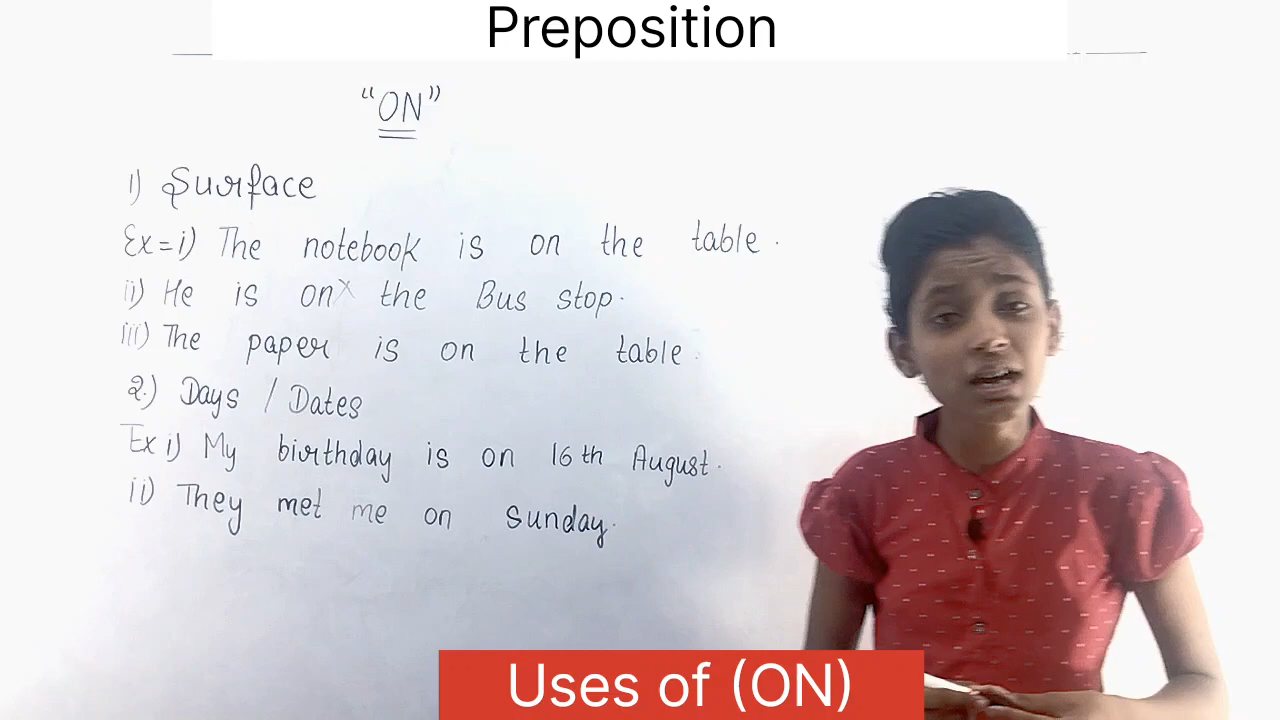 Preposition
"ON"
1) Surface
Ex = i) The notebook is on the table.
ii) He is on x the Bus stop.
iii) The paper is on the table.
2.) Days / Dates
Ex i) My birthday is on 16th August.
ii) They met me on Sunday.
Uses of (ON)